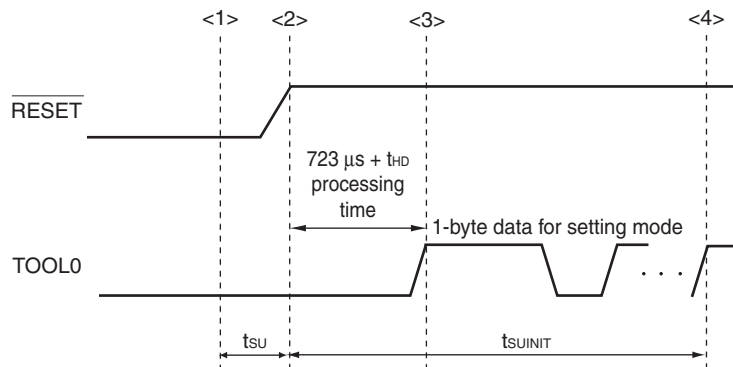 <1> <2> <3> <4>
RESET
723 µs + tHD
processing
time
1-byte data for setting mode
TOOL0
. . .
tSU tSUINIT